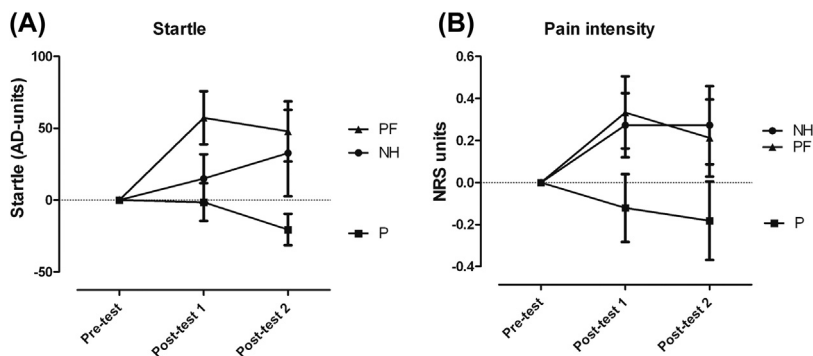 (A)
Startle
Startle (AD-units)
100
50
0
-50
PF
NH
P
Pre-test
Post-test 1
Post-test 2
(B)
Pain intensity
NRS units
0.6
0.4
0.2
0.0
-0.2
-0.4
NH
PF
P
Pre-test
Post-test 1
Post-test 2